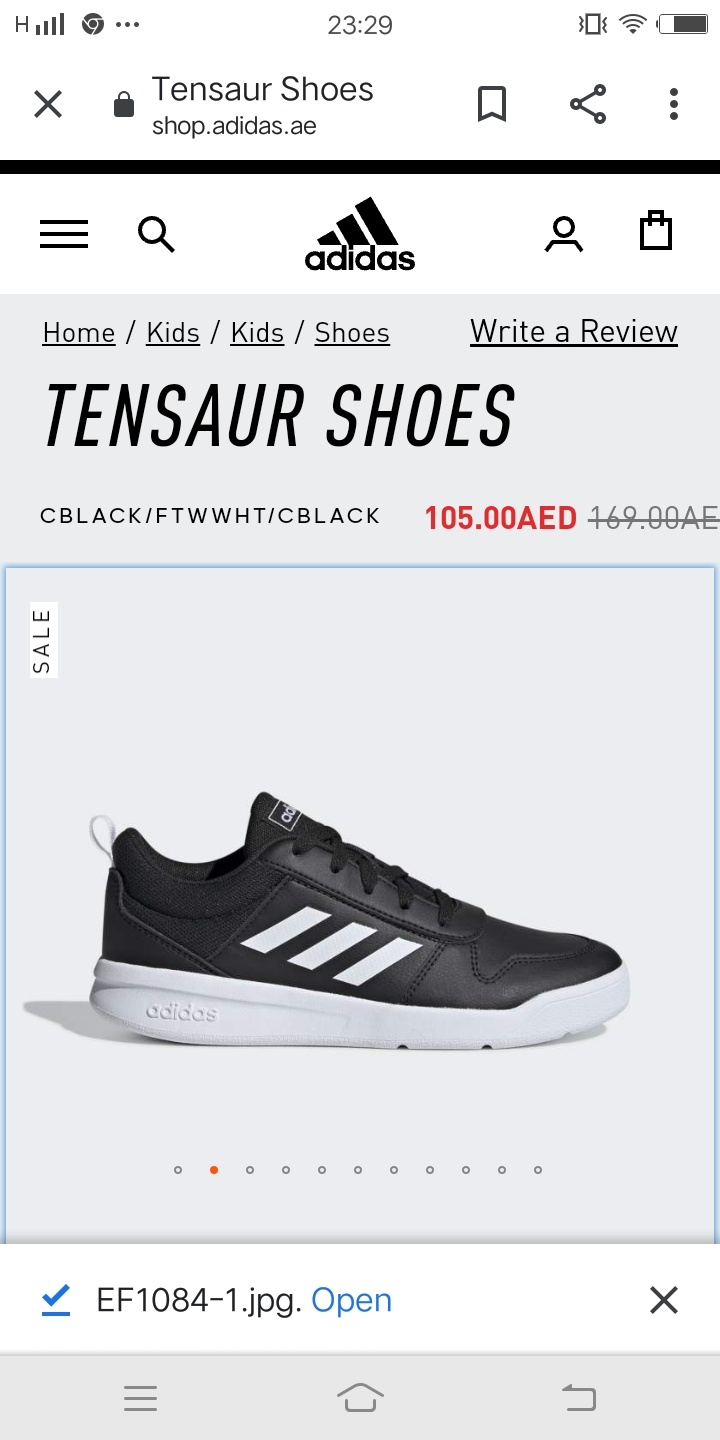 H 23:29
Tensaur Shoes
shop.adidas.ae
adidas
Home / Kids / Kids / Shoes Write a Review
TENSAUR SHOES
CBLACK/FTWWHT/CBLACK 105.00AED 169.00AE
SALE
adidas
EF1084-1.jpg. Open